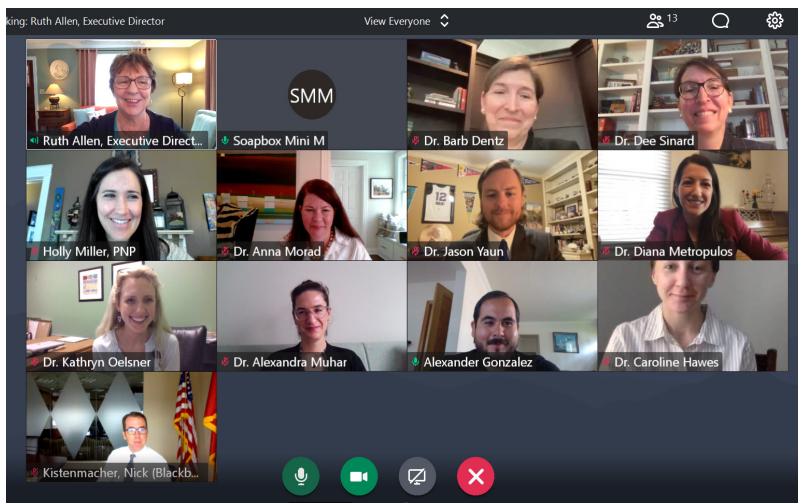 king: Ruth Allen, Executive Director
View Everyone
13
Ruth Allen, Executive Direct...
SMM
Soapbox Mini M
Dr. Barb Dentz
Dr. Dee Sinard
Holly Miller, PNP
Dr. Anna Morad
12
Dr. Jason Yaun
Dr. Diana Metropulos
Dr. Kathryn Oelsner
Dr. Alexandra Muhar
Alexander Gonzalez
Dr. Caroline Hawes
Kistenmacher, Nick (Blackb...